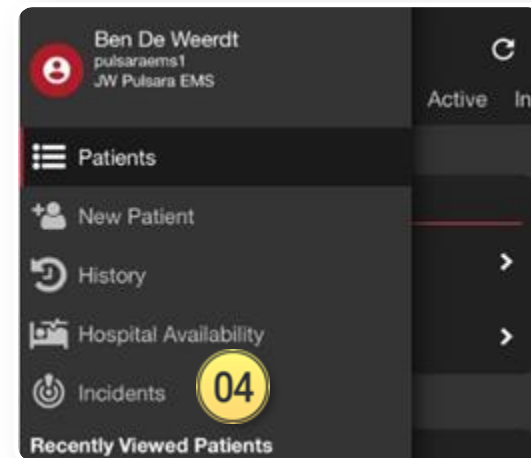 Ben De Weerdt
pulsaraems1
JW Pulsara EMS
Active In
Patients
New Patient
History
Hospital Availability
Incidents 04
Recently Viewed Patients